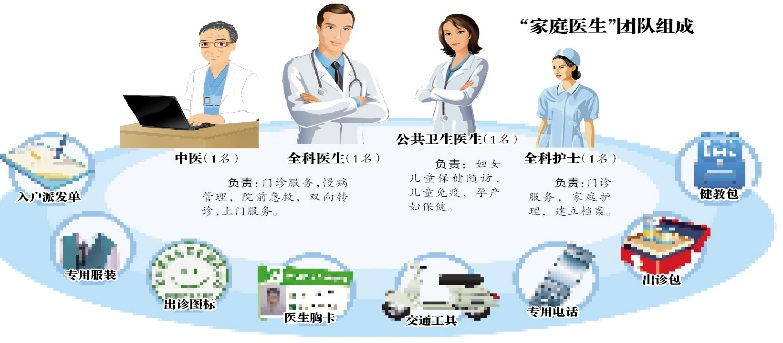 “家庭医生”团队组成
中医(1名)
全科医生(1名)
公共卫生医生(1名)
全科护士(1名)
负责：门诊服务,慢病
管理，院前急救，双向转
诊,上门服务。
负责： 妇女
儿童保健随访，
儿童免疫，孕产
妇保健。
负责：门诊
服务，家庭护
理，建立档案。
入户派发单
专用服装
出诊图标
医生胸卡
交通工具
专用电话
出诊包
健教包